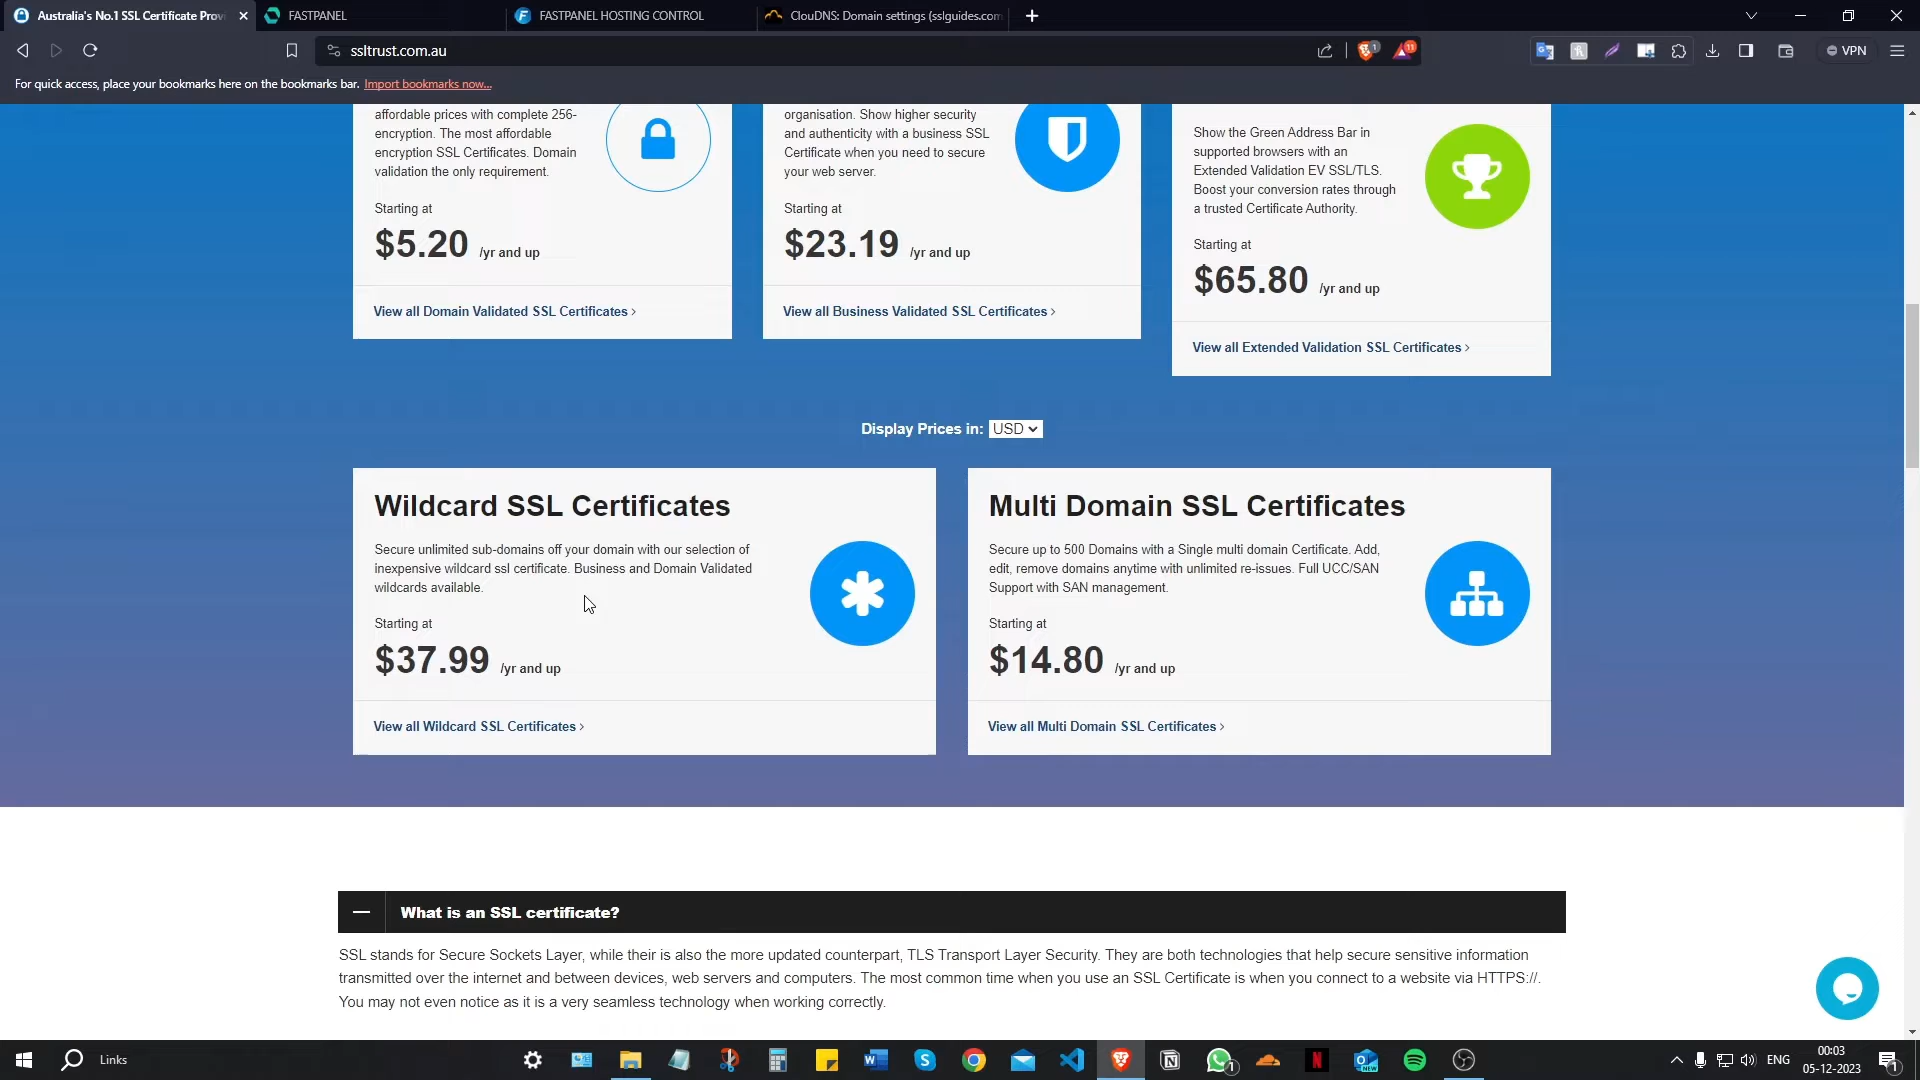 Australia's No.1 SSL Certificate Prov
FASTPANEL
FASTPANEL HOSTING CONTROL
ClouDNS: Domain settings (sslguides.com
ssltrust.com.au
1
11
VPN
For quick access, place your bookmarks here on the bookmarks bar. Import bookmarks now...
affordable prices with complete 256-
encryption. The most affordable
encryption SSL Certificates. Domain
validation the only requirement.
Starting at
$5.20 /yr and up
View all Domain Validated SSL Certificates ›
organisation. Show higher security
and authenticity with a business SSL
Certificate when you need to secure
your web server.
Starting at
$23.19 /yr and up
View all Business Validated SSL Certificates ›
Show the Green Address Bar in
supported browsers with an
Extended Validation EV SSL/TLS.
Boost your conversion rates through
a trusted Certificate Authority.
Starting at
$65.80 /yr and up
View all Extended Validation SSL Certificates ›
Display Prices in: USD
Wildcard SSL Certificates
Secure unlimited sub-domains off your domain with our selection of
inexpensive wildcard ssl certificate. Business and Domain Validated
wildcards available.
Starting at
$37.99 /yr and up
View all Wildcard SSL Certificates ›
Multi Domain SSL Certificates
Secure up to 500 Domains with a Single multi domain Certificate. Add,
edit, remove domains anytime with unlimited re-issues. Full UCC/SAN
Support with SAN management.
Starting at
$14.80 /yr and up
View all Multi Domain SSL Certificates ›
What is an SSL certificate?
SSL stands for Secure Sockets Layer, while their is also the more updated counterpart, TLS Transport Layer Security. They are both technologies that help secure sensitive information
transmitted over the internet and between devices, web servers and computers. The most common time when you use an SSL Certificate is when you connect to a website via HTTPS://.
You may not even notice as it is a very seamless technology when working correctly.
Links
1
ENG
00:03
05-12-2023
1